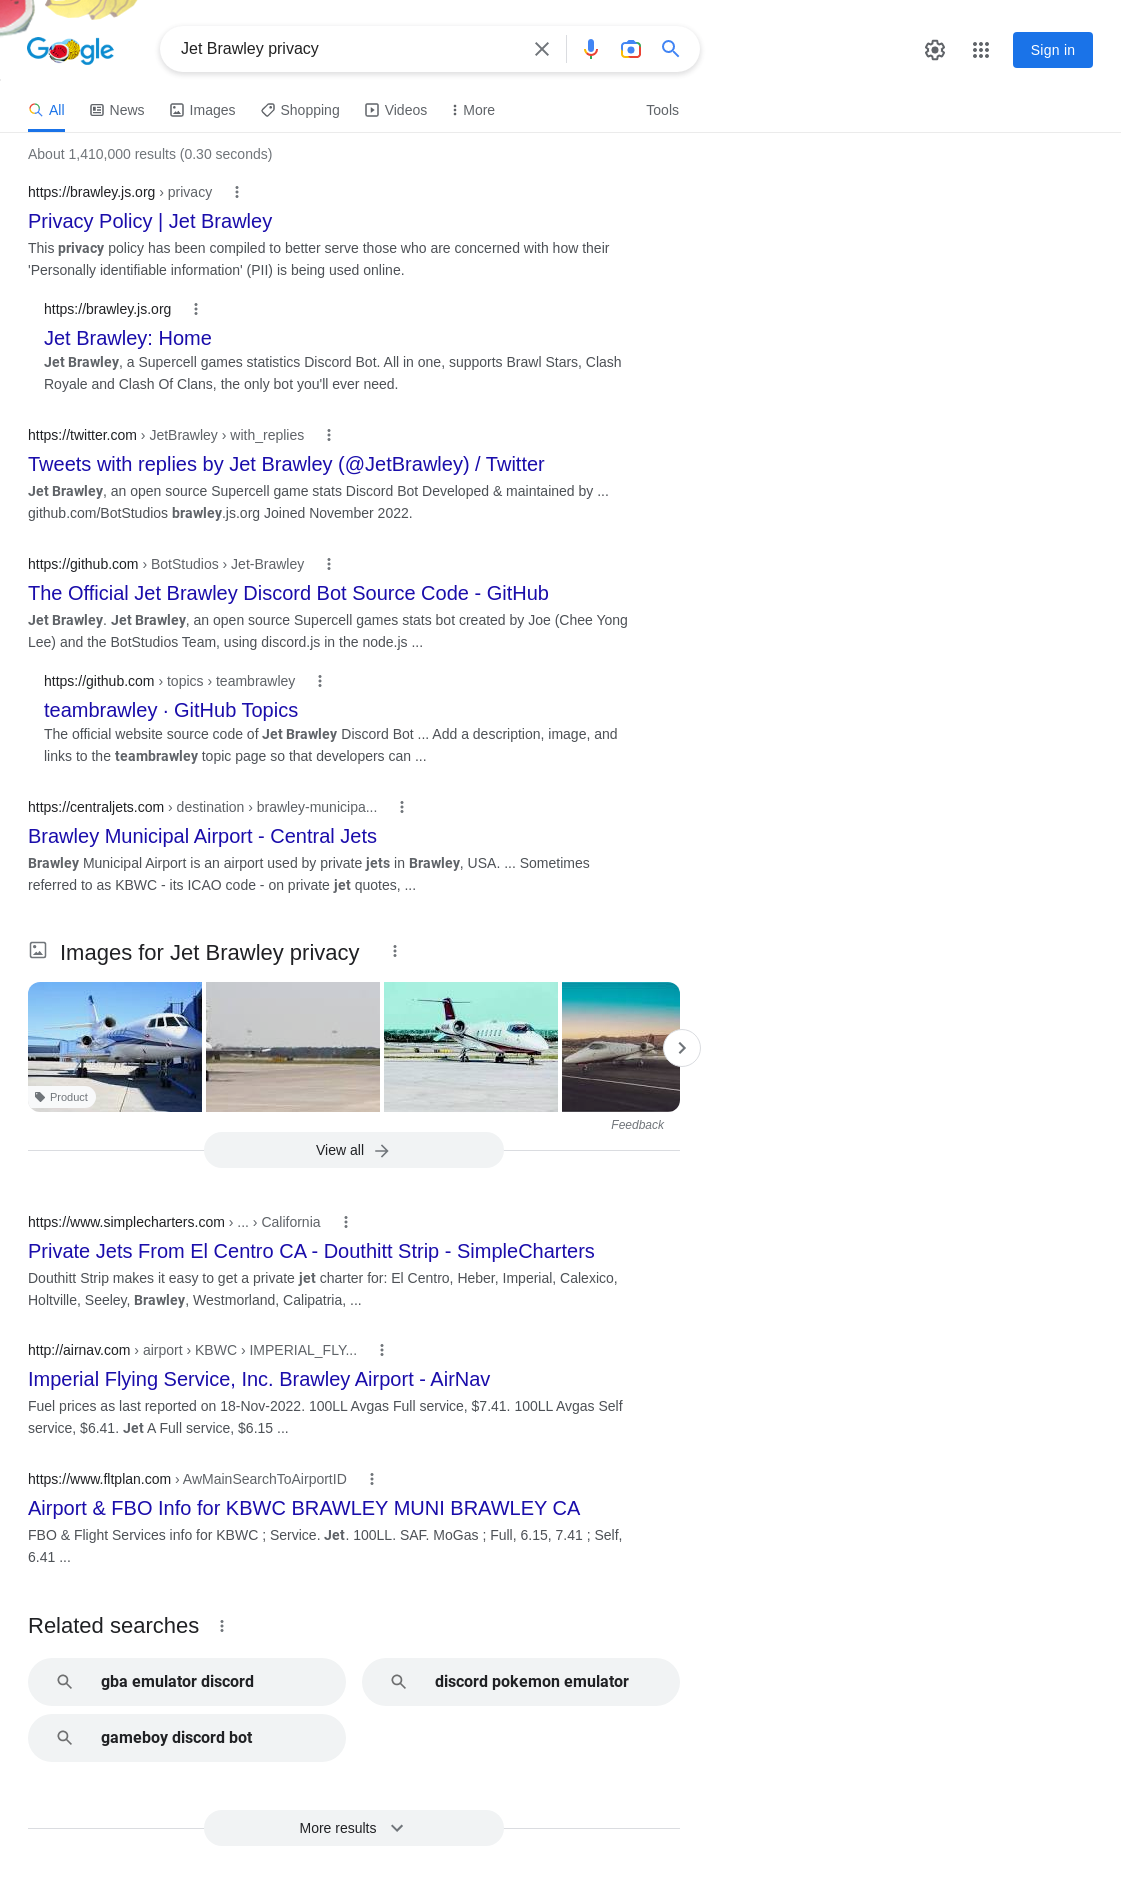 Google
Jet Brawley privacy
Sign in
All
News
Images
Shopping
Videos
More
Tools
About 1,410,000 results (0.30 seconds)
https://brawley.js.org › privacy
Privacy Policy | Jet Brawley
This privacy policy has been compiled to better serve those who are concerned with how their
'Personally identifiable information' (PII) is being used online.
https://brawley.js.org
Jet Brawley: Home
Jet Brawley, a Supercell games statistics Discord Bot. All in one, supports Brawl Stars, Clash
Royale and Clash Of Clans, the only bot you'll ever need.
https://twitter.com › JetBrawley › with_replies
Tweets with replies by Jet Brawley (@JetBrawley) / Twitter
Jet Brawley, an open source Supercell game stats Discord Bot Developed & maintained by ...
github.com/BotStudios brawley.js.org Joined November 2022.
https://github.com › BotStudios › Jet-Brawley
The Official Jet Brawley Discord Bot Source Code - GitHub
Jet Brawley. Jet Brawley, an open source Supercell games stats bot created by Joe (Chee Yong
Lee) and the BotStudios Team, using discord.js in the node.js ...
https://github.com › topics › teambrawley
teambrawley · GitHub Topics
The official website source code of Jet Brawley Discord Bot ... Add a description, image, and
links to the teambrawley topic page so that developers can ...
https://centraljets.com › destination › brawley-municipa...
Brawley Municipal Airport - Central Jets
Brawley Municipal Airport is an airport used by private jets in Brawley, USA. ... Sometimes
referred to as KBWC - its ICAO code - on private jet quotes, ...
Images for Jet Brawley privacy
Product
Feedback
View all
https://www.simplecharters.com › ... › California
Private Jets From El Centro CA - Douthitt Strip - SimpleCharters
Douthitt Strip makes it easy to get a private jet charter for: El Centro, Heber, Imperial, Calexico,
Holtville, Seeley, Brawley, Westmorland, Calipatria, ...
http://airnav.com › airport › KBWC › IMPERIAL_FLY...
Imperial Flying Service, Inc. Brawley Airport - AirNav
Fuel prices as last reported on 18-Nov-2022. 100LL Avgas Full service, $7.41. 100LL Avgas Self
service, $6.41. Jet A Full service, $6.15 ...
https://www.fltplan.com › AwMainSearchToAirportID
Airport & FBO Info for KBWC BRAWLEY MUNI BRAWLEY CA
FBO & Flight Services info for KBWC ; Service. Jet. 100LL. SAF. MoGas ; Full, 6.15, 7.41 ; Self,
6.41 ...
Related searches
gba emulator discord
discord pokemon emulator
gameboy discord bot
More results